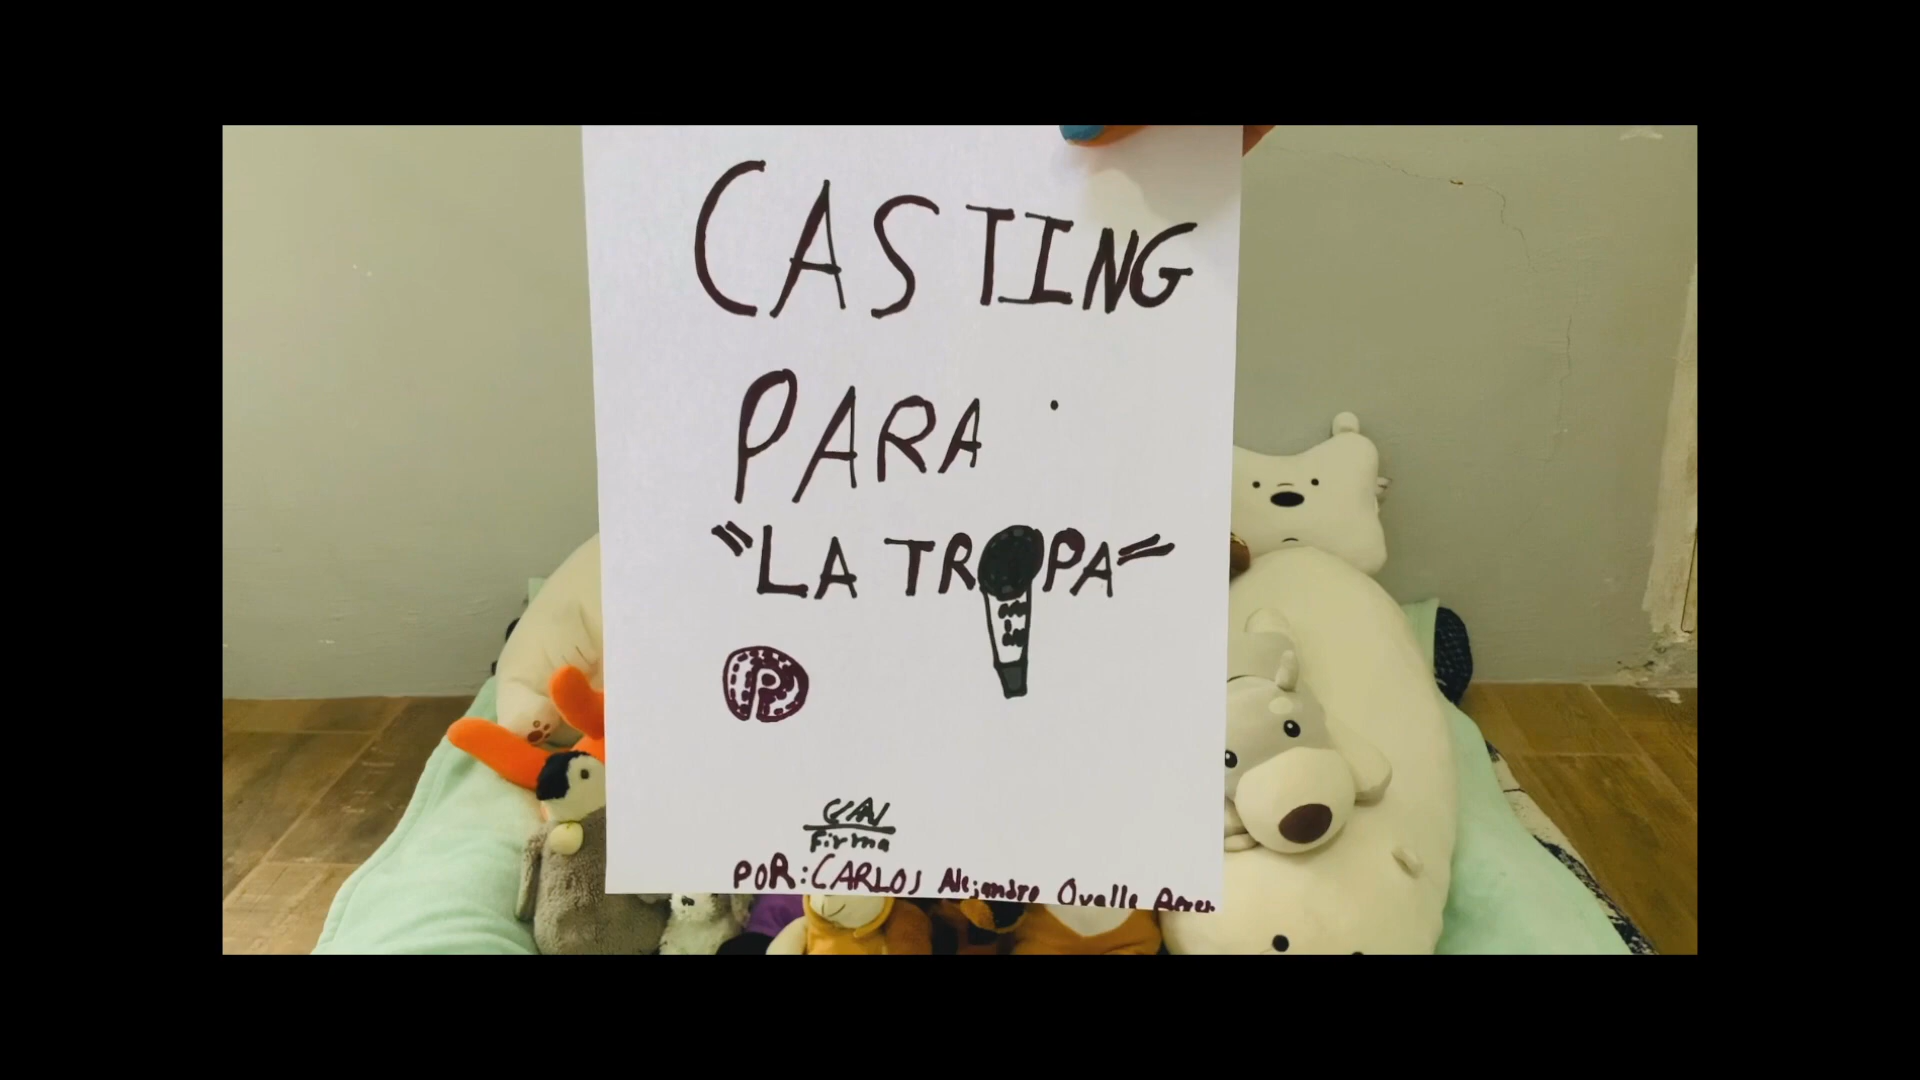 CASTING
PARA
"LA TROPA"
P
Firma
POR: CARLOS Alejandro Ovalle